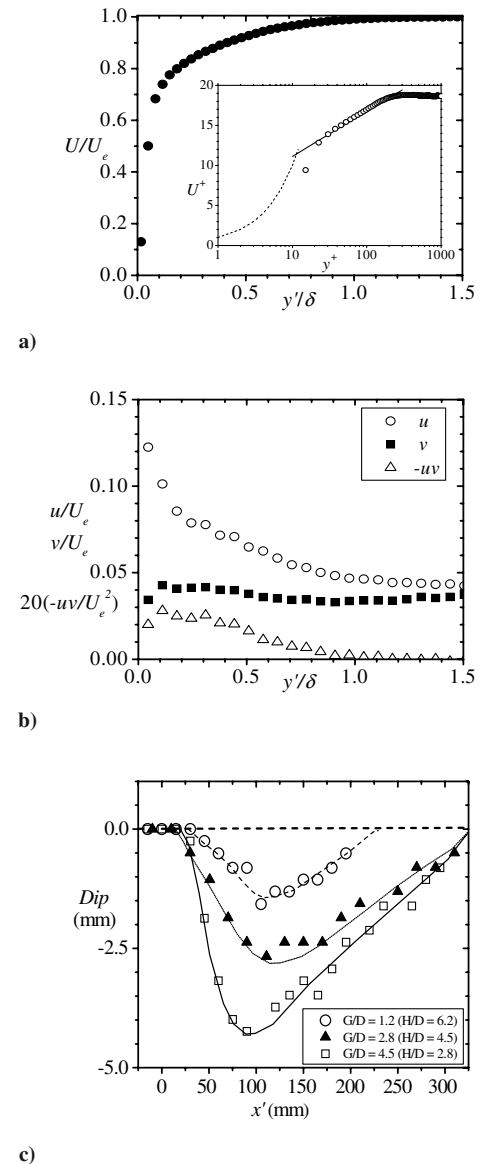 1.0
0.8
0.6
0.4
0.2
0.0
U/Uₑ
20
15
10
5
0
U⁺
1
10
100
1000
y⁺
0.0
0.5
1.0
1.5
y'/δ
a)
0.15
0.10
0.05
0.00
u/Uₑ
v/Uₑ
20(-uv/Uₑ²)
u
v
-uv
0.0
0.5
1.0
1.5
y'/δ
b)
0.0
-2.5
-5.0
Dip
(mm)
G/D = 1.2 (H/D = 6.2)
G/D = 2.8 (H/D = 4.5)
G/D = 4.5 (H/D = 2.8)
0
50
100
150
200
250
300
x' (mm)
c)